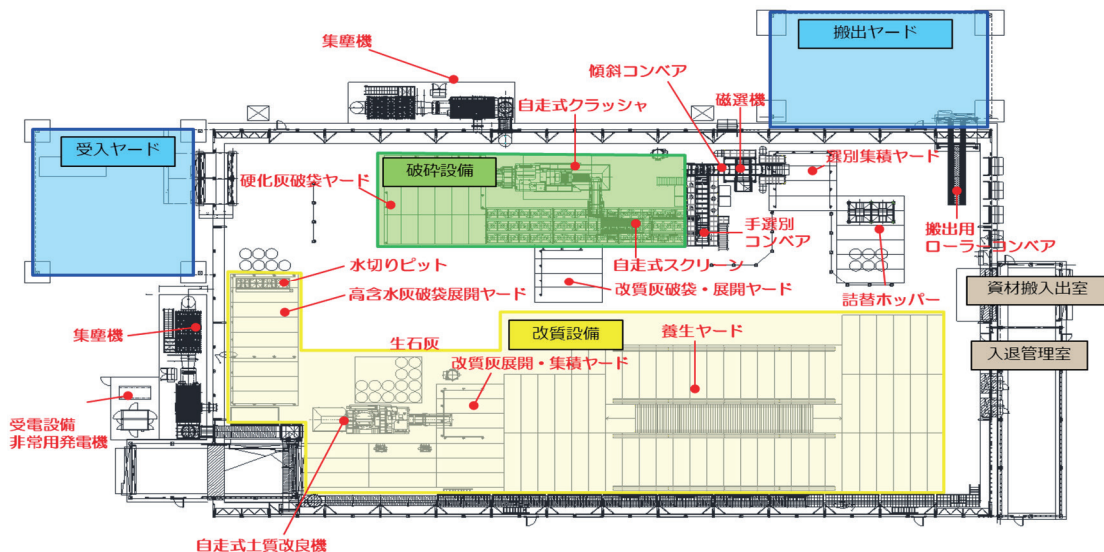 集塵機
搬出ヤード
傾斜コンベア
磁選機
自走式クラッシャ
受入ヤード
破砕設備
選別集積ヤード
硬化灰破袋ヤード
手選別
コンベア
搬出用
ローラーコンベア
自走式スクリーン
水切りピット
改質灰破袋・展開ヤード
高含水灰破袋展開ヤード
詰替ホッパー
資材搬入出室
集塵機
改質設備
養生ヤード
生石灰
入退管理室
改質灰展開・集積ヤード
受電設備
非常用発電機
自走式土質改良機